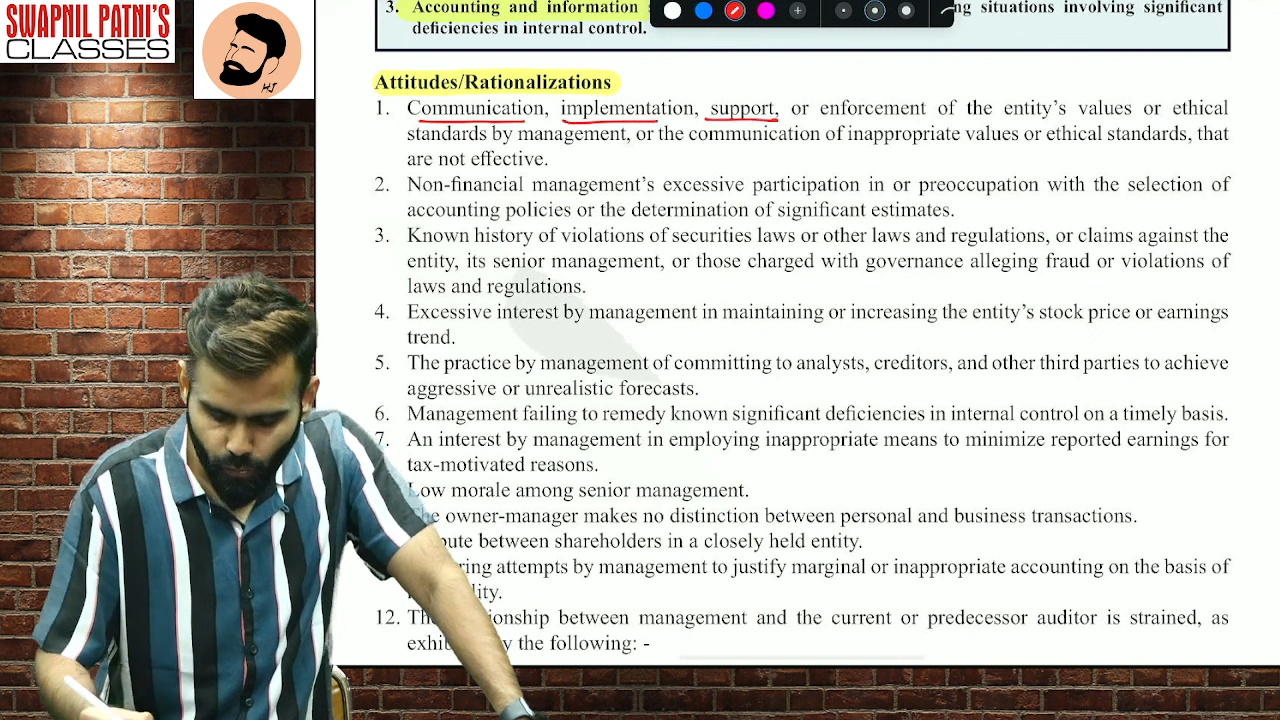 SWAPNIL PATNI'S
CLASSES
3. Accounting and information ng situations involving significant
deficiencies in internal control.
Attitudes/Rationalizations
1. Communication, implementation, support, or enforcement of the entity's values or ethical
standards by management, or the communication of inappropriate values or ethical standards, that
are not effective.
2. Non-financial management's excessive participation in or preoccupation with the selection of
accounting policies or the determination of significant estimates.
3. Known history of violations of securities laws or other laws and regulations, or claims against the
entity, its senior management, or those charged with governance alleging fraud or violations of
laws and regulations.
4. Excessive interest by management in maintaining or increasing the entity's stock price or earnings
trend.
5. The practice by management of committing to analysts, creditors, and other third parties to achieve
aggressive or unrealistic forecasts.
6. Management failing to remedy known significant deficiencies in internal control on a timely basis.
7. An interest by management in employing inappropriate means to minimize reported earnings for
tax-motivated reasons.
Low morale among senior management.
owner-manager makes no distinction between personal and business transactions.
between shareholders in a closely held entity.
attempts by management to justify marginal or inappropriate accounting on the basis of
12. between management and the current or predecessor auditor is strained, as
the following: -